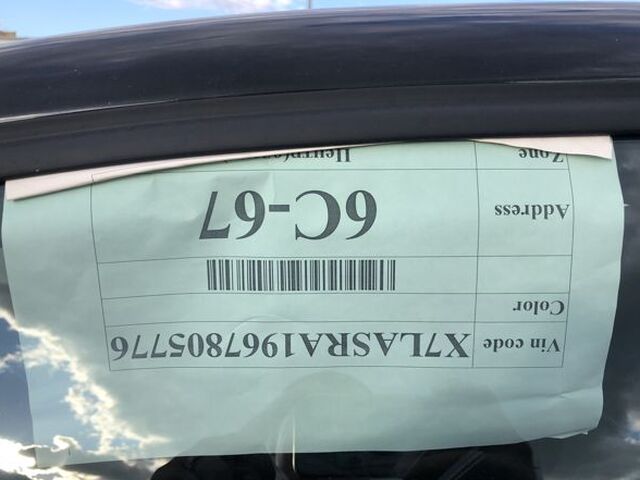 Vin code X7LASRA1967805776
Color
Address 6C-67
Zone